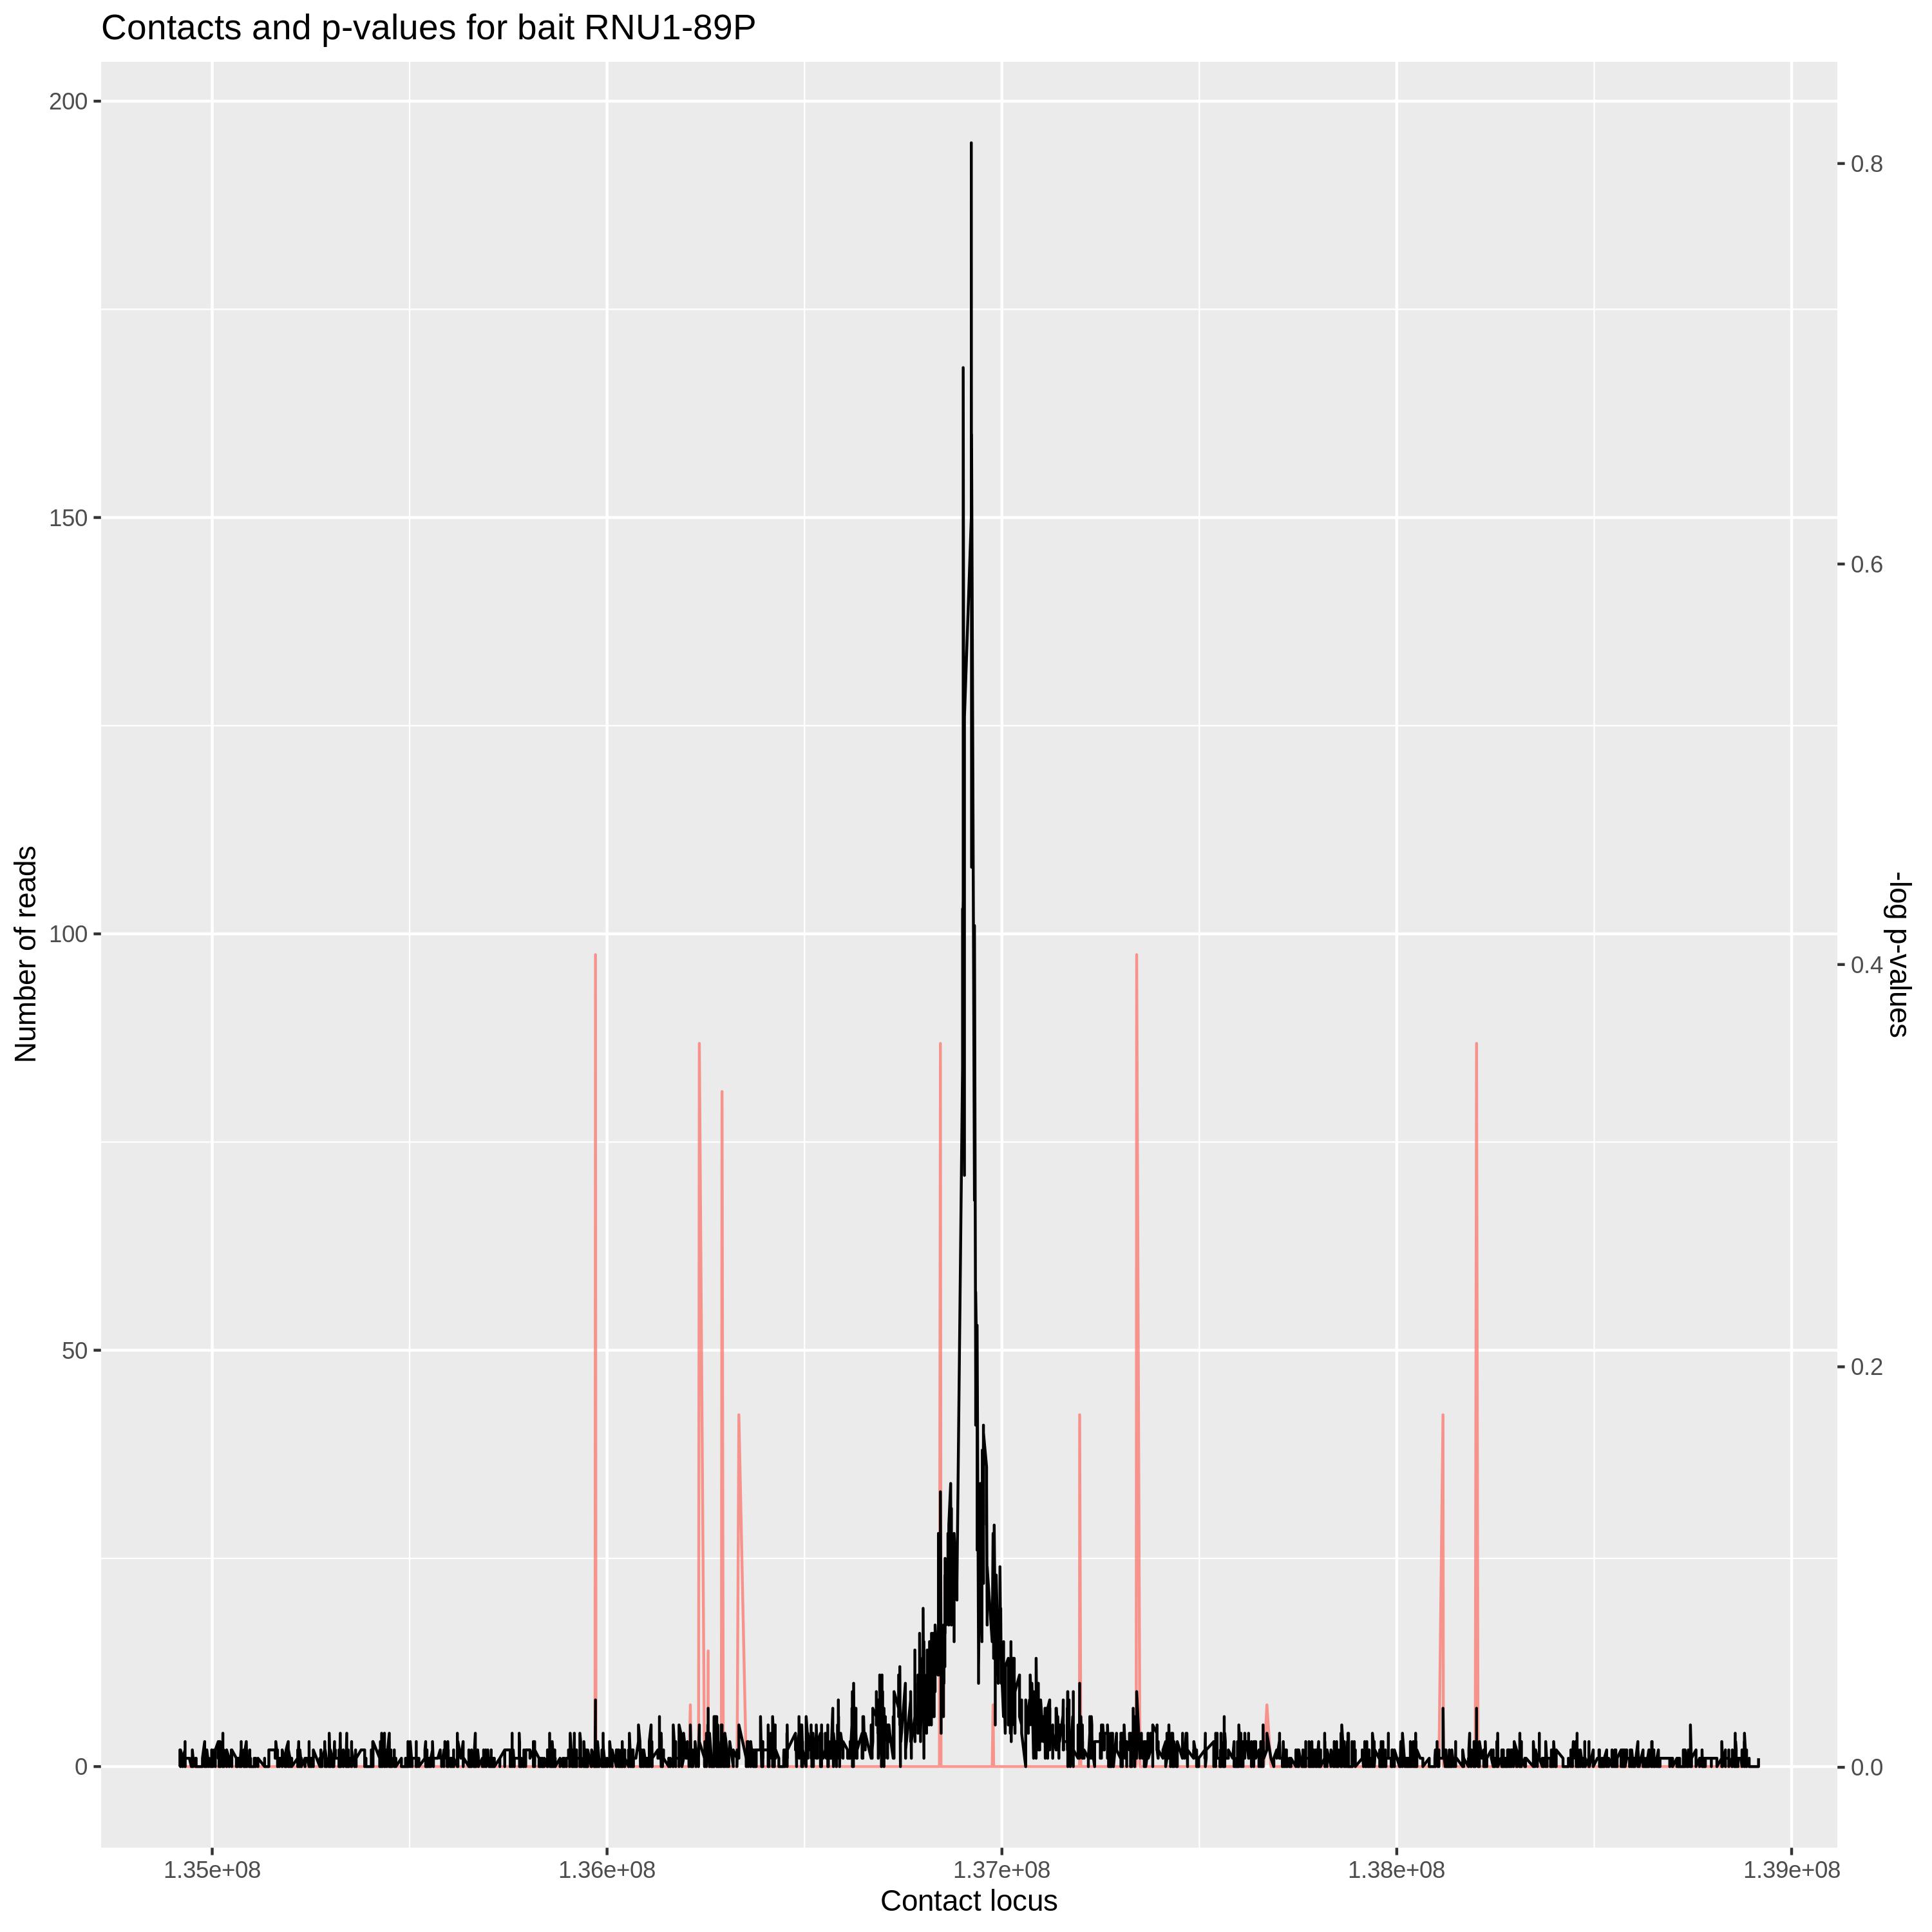 Contacts and p-values for bait RNU1-89P
200
150
100
50
0
Number of reads
0.8
0.6
0.4
0.2
0.0
-log p-values
1.35e+08
1.36e+08
1.37e+08
1.38e+08
1.39e+08
Contact locus